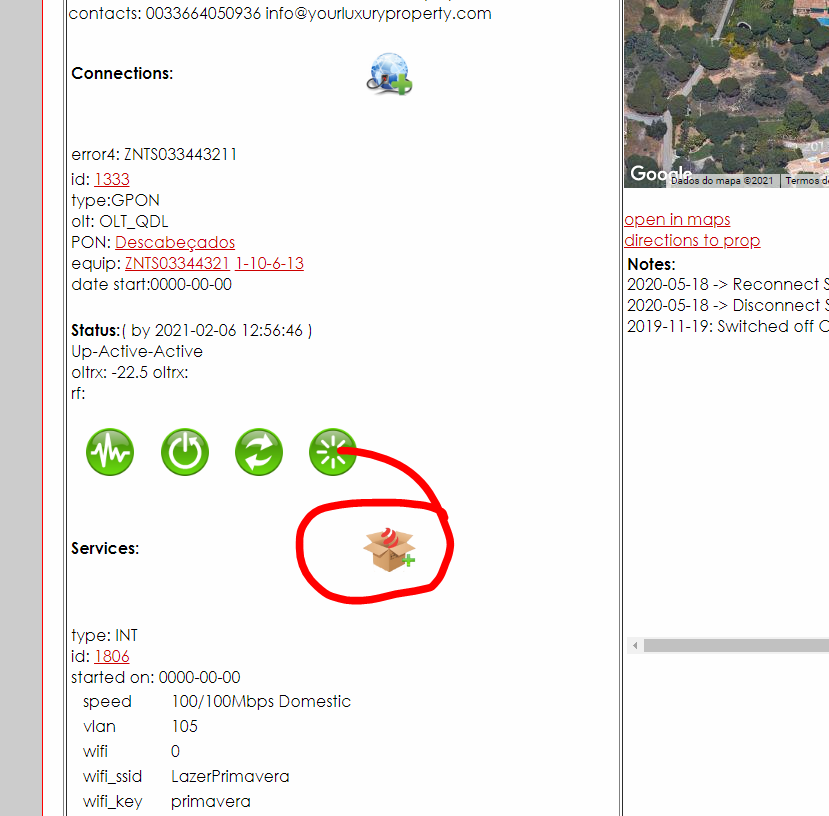 contacts: 0033664050936 info@yourluxuryproperty.com
Connections:
error4: ZNTS033443211
id: 1333
type:GPON
olt: OLT_QDL
PON: Descabeçados
equip: ZNTS03344321 1-10-6-13
date start:0000-00-00
Status:( by 2021-02-06 12:56:46 )
Up-Active-Active
oltrx: -22.5 oltrx:
rf:
Services:
type: INT
id: 1806
started on: 0000-00-00
speed 100/100Mbps Domestic
vlan 105
wifi 0
wifi_ssid LazerPrimavera
wifi_key primavera
Google
Dados do mapa ©2021 Termos d
open in maps
directions to prop
Notes:
2020-05-18 -> Reconnect S
2020-05-18 -> Disconnect S
2019-11-19: Switched off C